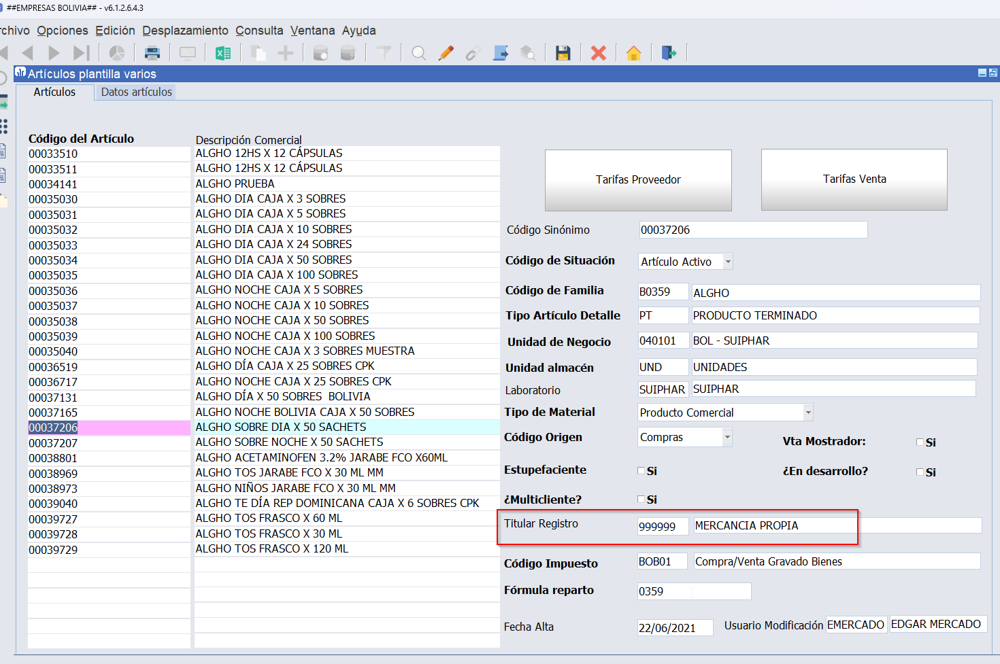 ##EMPRESAS BOLIVIA## - v6.1.2.6.4.3
rchivo Opciones Edición Desplazamiento Consulta Ventana Ayuda
Artículos plantilla varios
Artículos Datos artículos
Código del Artículo Descripción Comercial
00033510 ALGHO 12HS X 12 CÁPSULAS
00033511 ALGHO 12HS X 12 CÁPSULAS
00034141 ALGHO PRUEBA
00035030 ALGHO DIA CAJA X 3 SOBRES
00035031 ALGHO DIA CAJA X 5 SOBRES
00035032 ALGHO DIA CAJA X 10 SOBRES
00035033 ALGHO DIA CAJA X 24 SOBRES
00035034 ALGHO DIA CAJA X 50 SOBRES
00035035 ALGHO DIA CAJA X 100 SOBRES
00035036 ALGHO NOCHE CAJA X 5 SOBRES
00035037 ALGHO NOCHE CAJA X 10 SOBRES
00035038 ALGHO NOCHE CAJA X 50 SOBRES
00035039 ALGHO NOCHE CAJA X 100 SOBRES
00035040 ALGHO NOCHE CAJA X 3 SOBRES MUESTRA
00036519 ALGHO DÍA CAJA X 25 SOBRES CPK
00036717 ALGHO NOCHE CAJA X 25 SOBRES CPK
00037131 ALGHO DÍA X 50 SOBRES  BOLIVIA
00037165 ALGHO NOCHE BOLIVIA CAJA X 50 SOBRES
00037206 ALGHO SOBRE DIA X 50 SACHETS
00037207 ALGHO SOBRE NOCHE X 50 SACHETS
00038801 ALGHO ACETAMINOFEN 3.2% JARABE FCO X60ML
00038969 ALGHO TOS JARABE FCO X 30 ML MM
00038973 ALGHO NIÑOS JARABE FCO X 30 ML MM
00039040 ALGHO TE DÍA REP DOMINICANA CAJA X 6 SOBRES CPK
00039727 ALGHO TOS FRASCO X 60 ML
00039728 ALGHO TOS FRASCO X 30 ML
00039729 ALGHO TOS FRASCO X 120 ML
Tarifas Proveedor Tarifas Venta
Código Sinónimo 00037206
Código de Situación Artículo Activo
Código de Familia B0359 ALGHO
Tipo Artículo Detalle PT PRODUCTO TERMINADO
Unidad de Negocio 040101 BOL - SUIPHAR
Unidad almacén UND UNIDADES
Laboratorio SUIPHAR SUIPHAR
Tipo de Material Producto Comercial
Código Origen Compras Vta Mostrador: Si
Estupefaciente Si ¿En desarrollo? Si
¿Multicliente? Si
Titular Registro 999999 MERCANCIA PROPIA
Código Impuesto BOB01 Compra/Venta Gravado Bienes
Fórmula reparto 0359
Fecha Alta 22/06/2021 Usuario Modificación EMERCADO EDGAR MERCADO